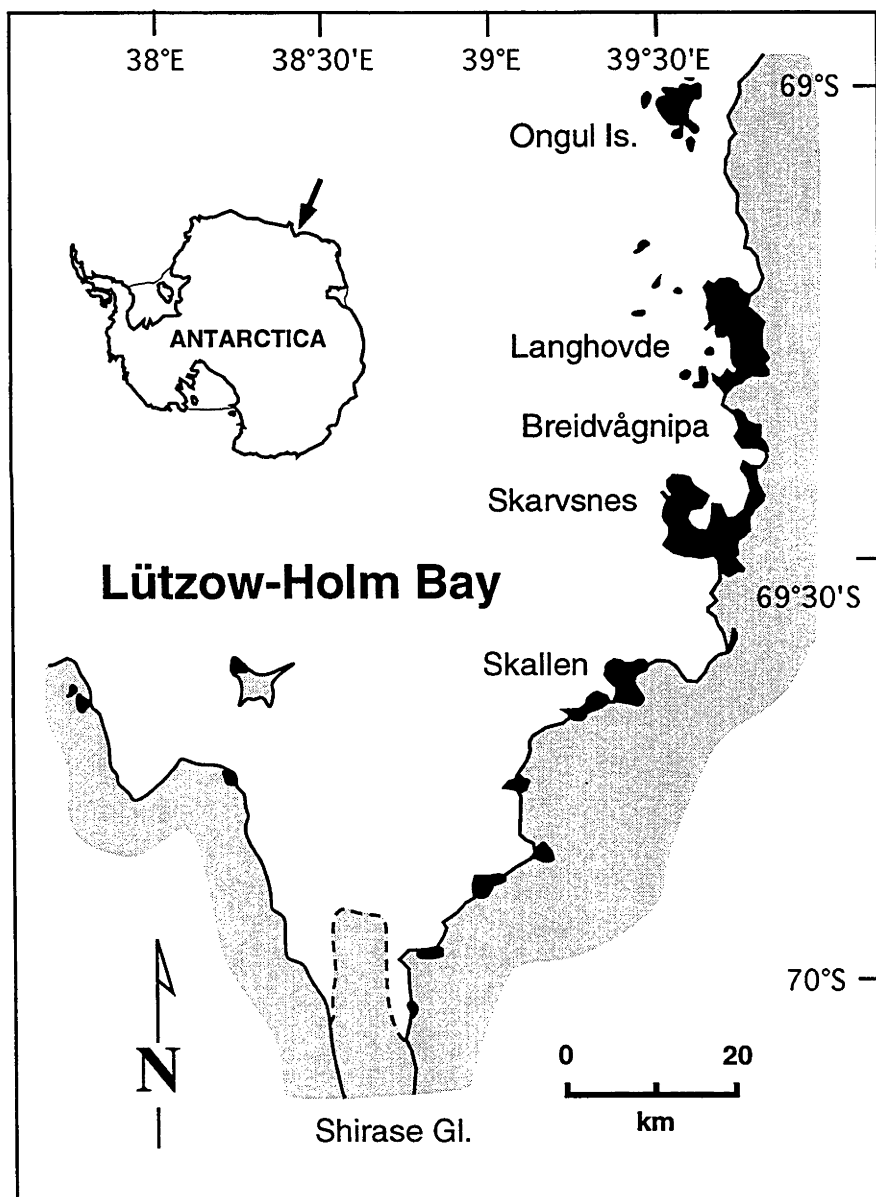 38°E 38°30'E 39°E 39°30'E
69°S
Ongul Is.
ANTARCTICA
Langhovde
Breidvågnipa
Skarvsnes
Lützow-Holm Bay
69°30'S
Skallen
70°S
N
0 20
km
Shirase Gl.